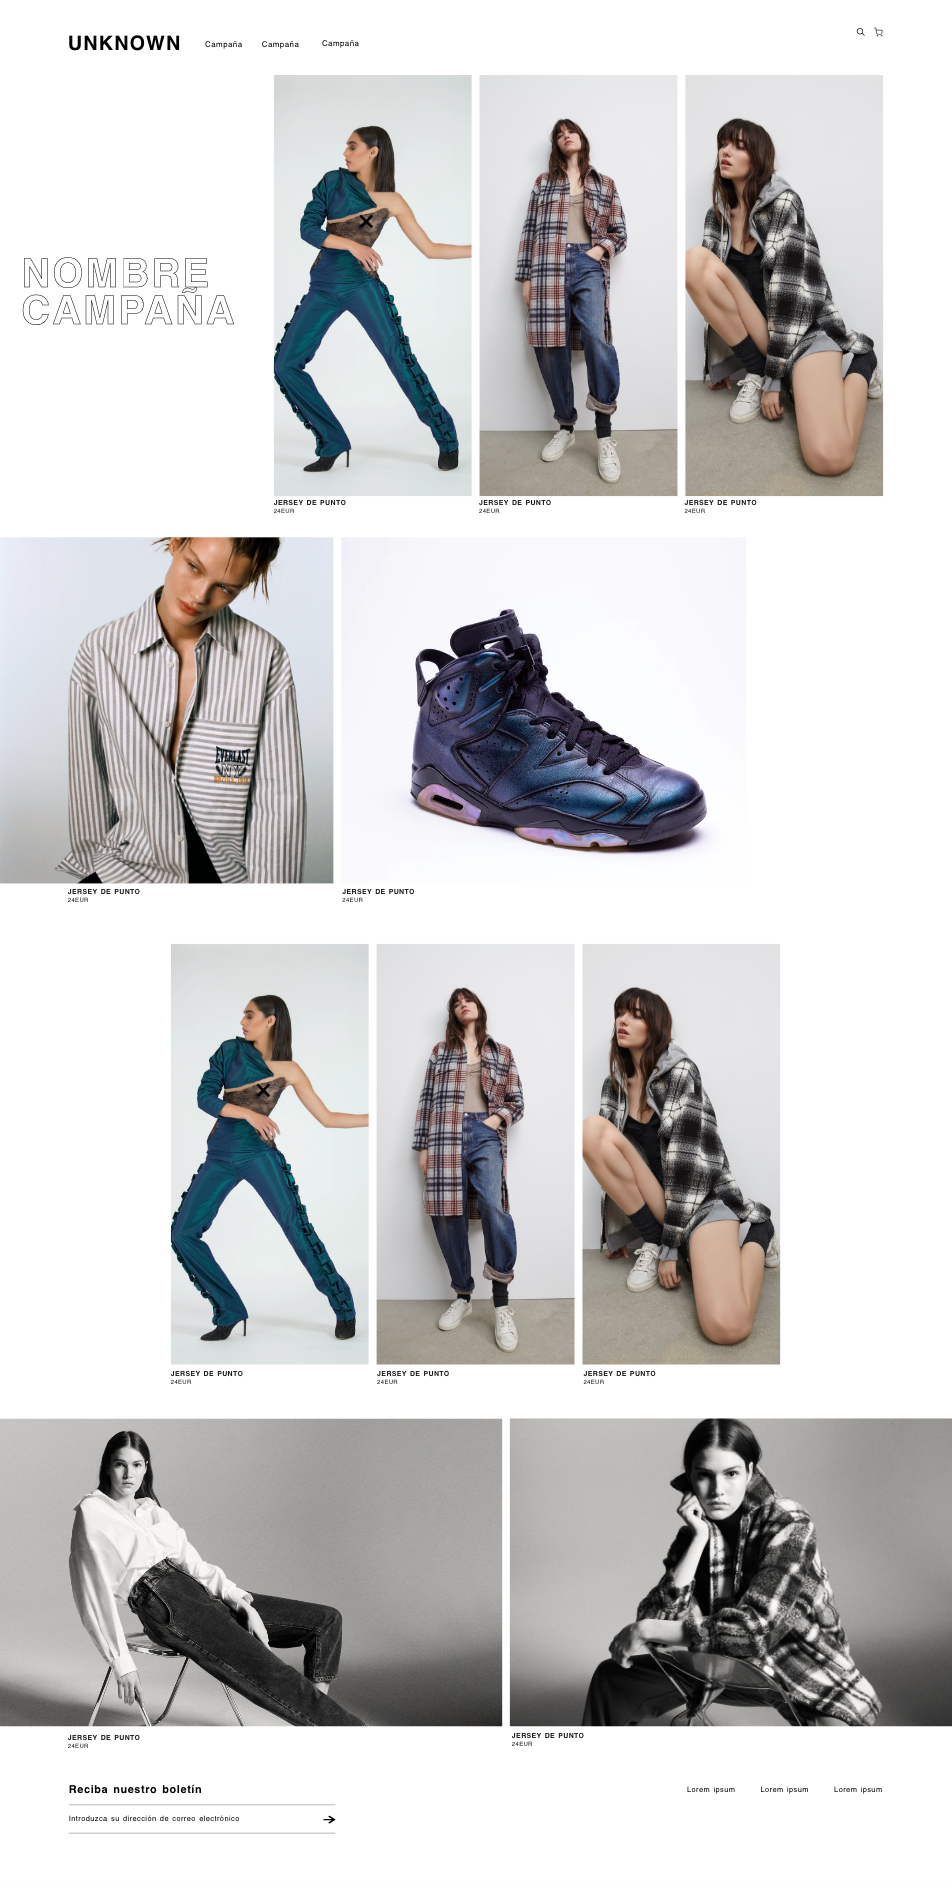 UNKNOWN
Campaña
Campaña
Campaña
NOMBRE
CAMPAÑA
JERSEY DE PUNTO
24EUR
JERSEY DE PUNTO
24EUR
JERSEY DE PUNTO
24EUR
EVERLAST
JERSEY DE PUNTO
24EUR
JERSEY DE PUNTO
24EUR
JERSEY DE PUNTO
24EUR
JERSEY DE PUNTO
24EUR
JERSEY DE PUNTO
24EUR
JERSEY DE PUNTO
24EUR
JERSEY DE PUNTO
24EUR
Reciba nuestro boletín
Introduzca su dirección de correo electrónico
Lorem ipsum
Lorem ipsum
Lorem ipsum